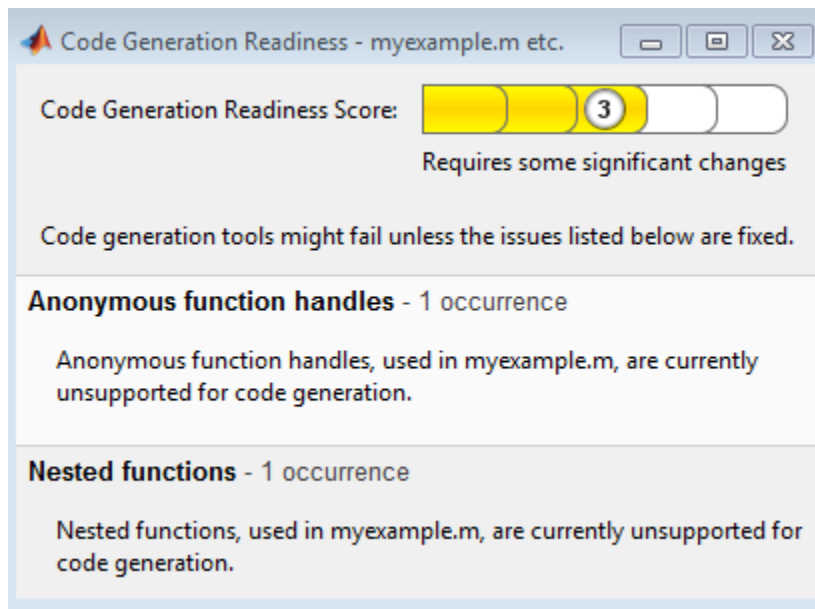 Code Generation Readiness - myexample.m etc.
Code Generation Readiness Score:
3
Requires some significant changes
Code generation tools might fail unless the issues listed below are fixed.
Anonymous function handles - 1 occurrence
Anonymous function handles, used in myexample.m, are currently
unsupported for code generation.
Nested functions - 1 occurrence
Nested functions, used in myexample.m, are currently unsupported for
code generation.